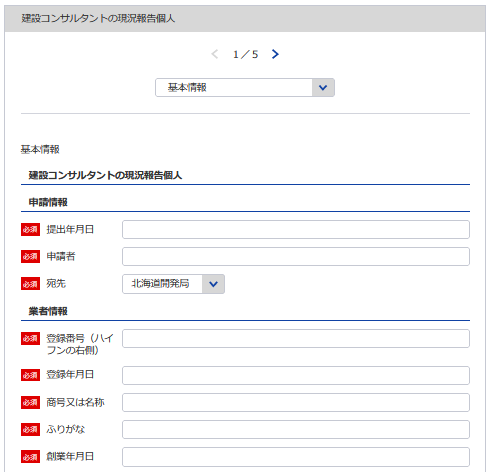 建設コンサルタントの現況報告個人
1／5
基本情報
基本情報
建設コンサルタントの現況報告個人
申請情報
必須 提出年月日
必須 申請者
必須 宛先 北海道開発局
業者情報
必須 登録番号（ハイ
フンの右側）
必須 登録年月日
必須 商号又は名称
必須 ふりがな
必須 創業年月日